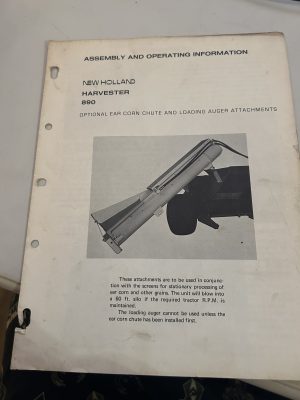 ASSEMBLY AND OPERATING INFORMATION
NEW HOLLAND
HARVESTER
890
OPTIONAL EAR CORN CHUTE AND LOADING AUGER ATTACHMENTS
These attachments are to be used in conjunc-
tion with the screens for stationary processing of
ear corn and other grains. The unit will blow into
a 60 ft. silo if the required tractor R.P.M. is
maintained.
The loading auger cannot be used unless the
ear corn chute has been installed first.